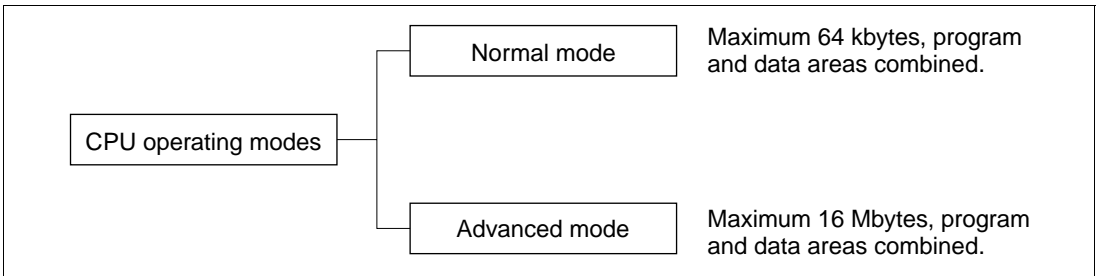 Normal mode
Maximum 64 kbytes, program
and data areas combined.
CPU operating modes
Advanced mode
Maximum 16 Mbytes, program
and data areas combined.